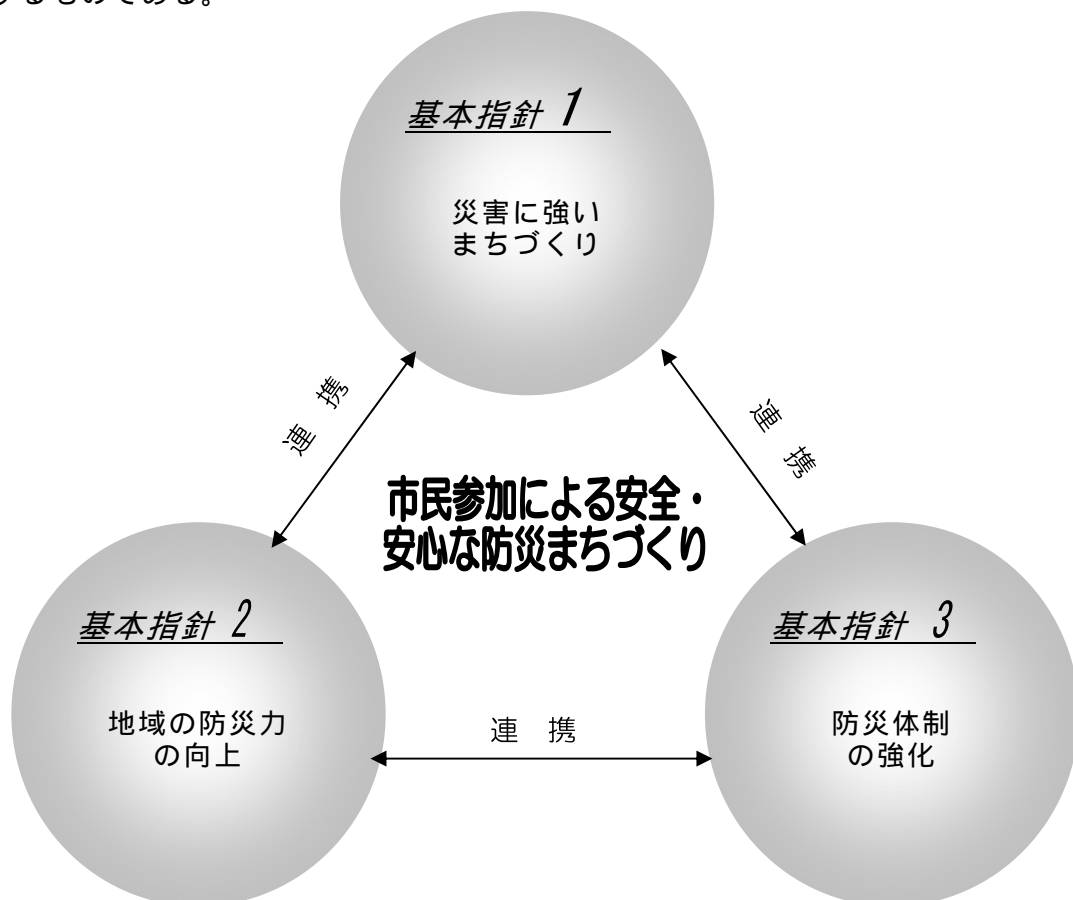 るものである。
基本指針 1
災害に強い
まちづくり
連 携
連 携
市民参加による安全・
安心な防災まちづくり
基本指針 2
地域の防災力
の向上
連 携
基本指針 3
防災体制
の強化